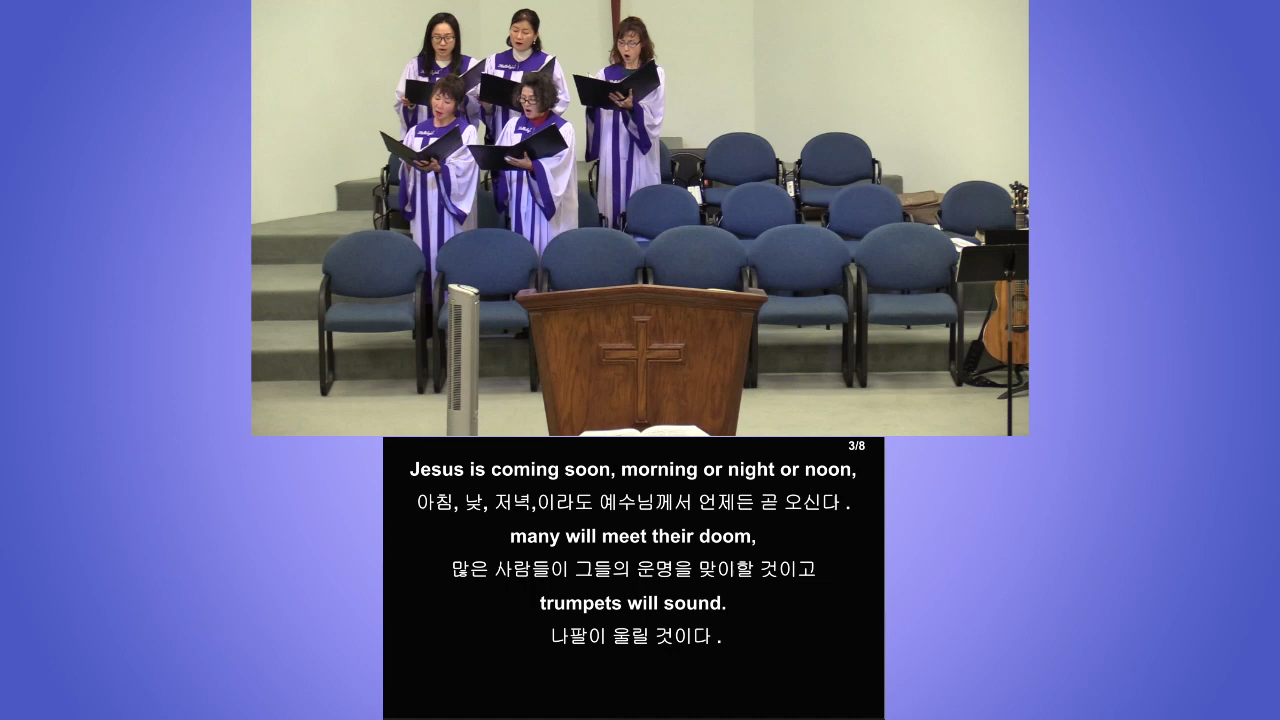 3/8
Jesus is coming soon, morning or night or noon,
아침, 낮, 저녁,이라도 예수님께서 언제든 곧 오신다 .
many will meet their doom,
많은 사람들이 그들의 운명을 맞이할 것이고
trumpets will sound.
나팔이 울릴 것이다 .